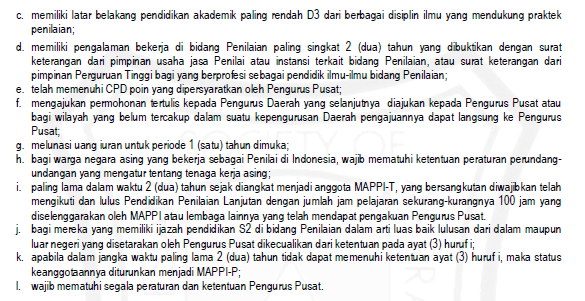 c. memiliki latar belakang pendidikan akademik paling rendah D3 dari berbagai disiplin ilmu yang mendukung praktek
penilaian;
d. memiliki pengalaman bekerja di bidang Penilaian paling singkat 2 (dua) tahun yang dibuktikan dengan surat
keterangan dari pimpinan usaha jasa Penilai atau instansi terkait bidang Penilaian, atau surat keterangan dari
pimpinan Perguruan Tinggi bagi yang berprofesi sebagai pendidik ilmu-ilmu bidang Penilaian;
e. telah memenuhi CPD poin yang dipersyaratkan oleh Pengurus Pusat;
f. mengajukan permohonan tertulis kepada Pengurus Daerah yang selanjutnya diajukan kepada Pengurus Pusat atau
bagi wilayah yang belum tercakup dalam suatu kepengurusan Daerah pengajuannya dapat langsung ke Pengurus
Pusat;
g. melunasi uang iuran untuk periode 1 (satu) tahun dimuka;
h. bagi warga negara asing yang bekerja sebagai Penilai di Indonesia, wajib mematuhi ketentuan peraturan perundang-
undangan yang mengatur tentang tenaga kerja asing;
i. paling lama dalam waktu 2 (dua) tahun sejak diangkat menjadi anggota MAPPI-T, yang bersangkutan diwajibkan telah
mengikuti dan lulus Pendidikan Penilaian Lanjutan dengan jumlah jam pelajaran sekurang-kurangnya 100 jam yang
diselenggarakan oleh MAPPI atau lembaga lainnya yang telah mendapat pengakuan Pengurus Pusat.
j. bagi mereka yang memiliki ijazah pendidikan S2 di bidang Penilaian dalam arti luas baik lulusan dari dalam maupun
luar negeri yang disetarakan oleh Pengurus Pusat dikecualikan dari ketentuan pada ayat (3) huruf i;
k. apabila dalam jangka waktu paling lama 2 (dua) tahun tidak dapat memenuhi ketentuan ayat (3) huruf i, maka status
keanggotaannya diturunkan menjadi MAPPI-P;
l. wajib mematuhi segala peraturan dan ketentuan Pengurus Pusat.